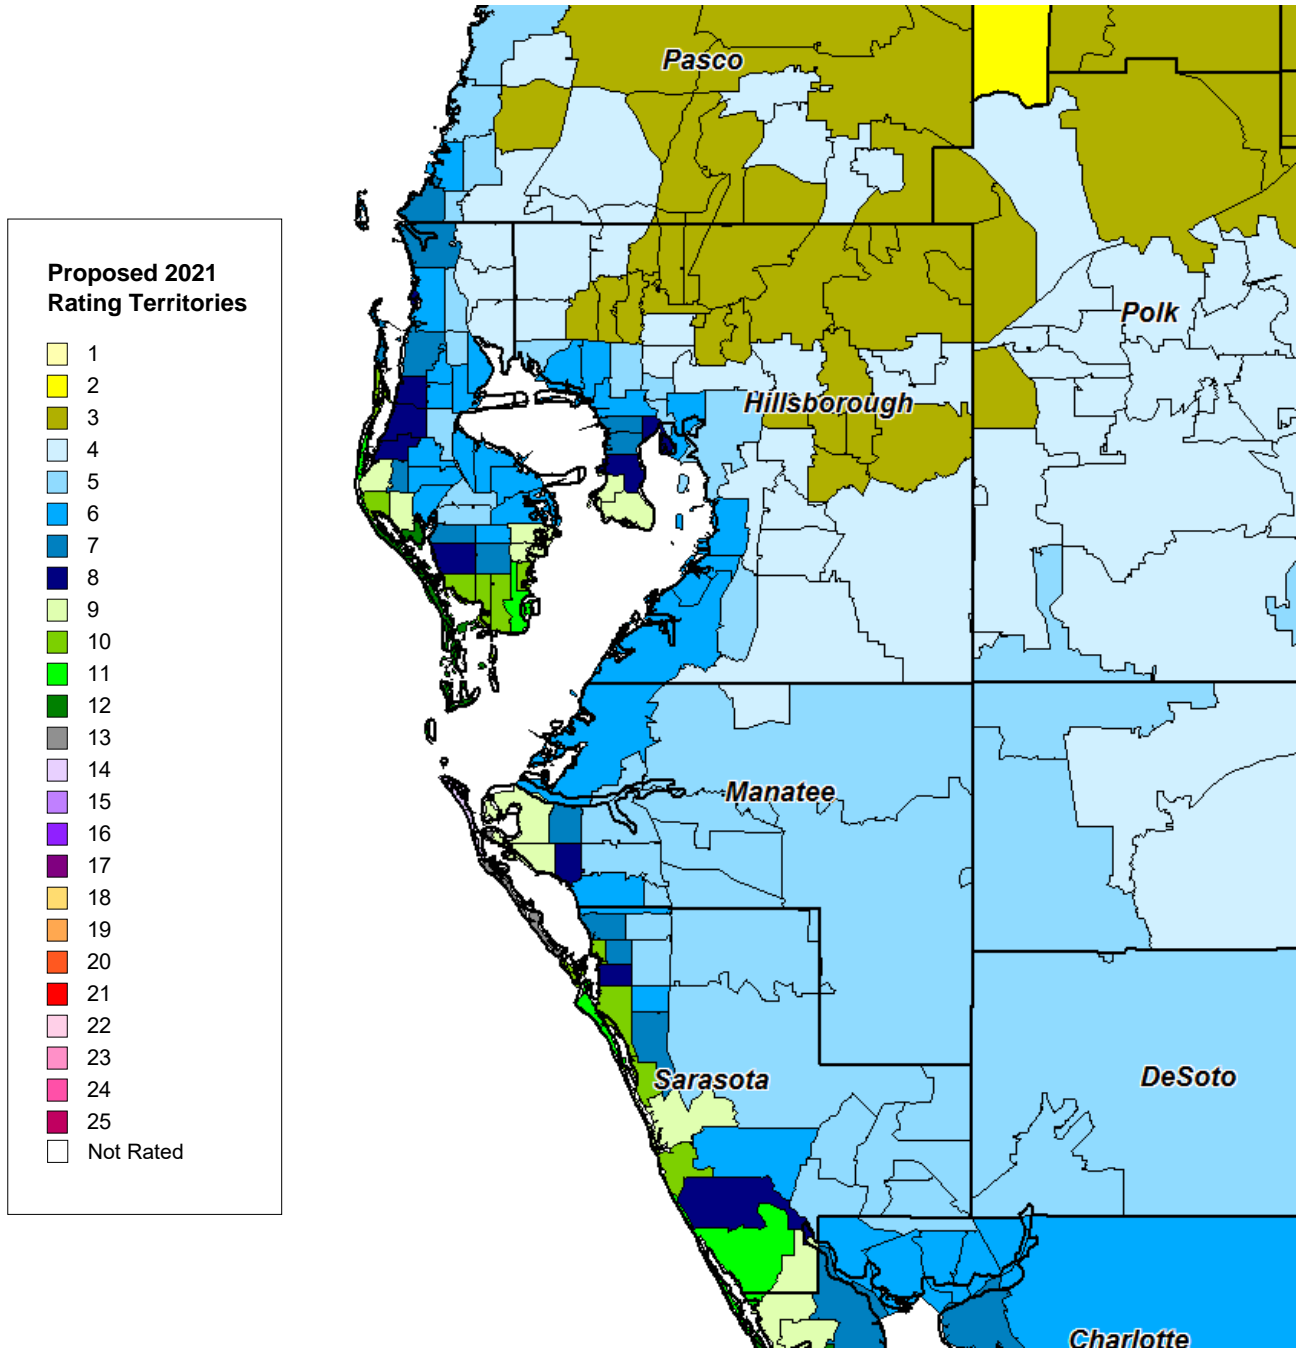 Pasco
Proposed 2021
Rating Territories
Polk
1
2
3
Hillsborough
4
5
6
7
8
9
10
11
12
13
14
Manatee
15
16
17
18
19
20
21
22
23
Sarasota
DeSoto
24
25
Not Rated
Charlotte